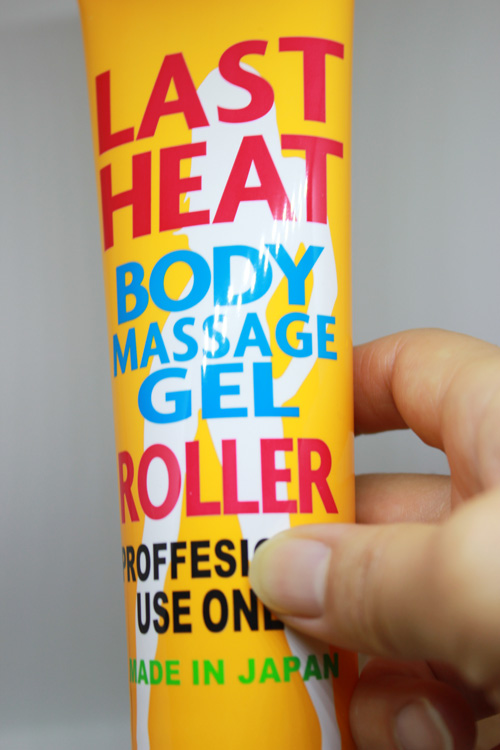 LAST
HEAT
BODY
MASSAGE
GEL
ROLLER
USE
MADE IN JAPAN